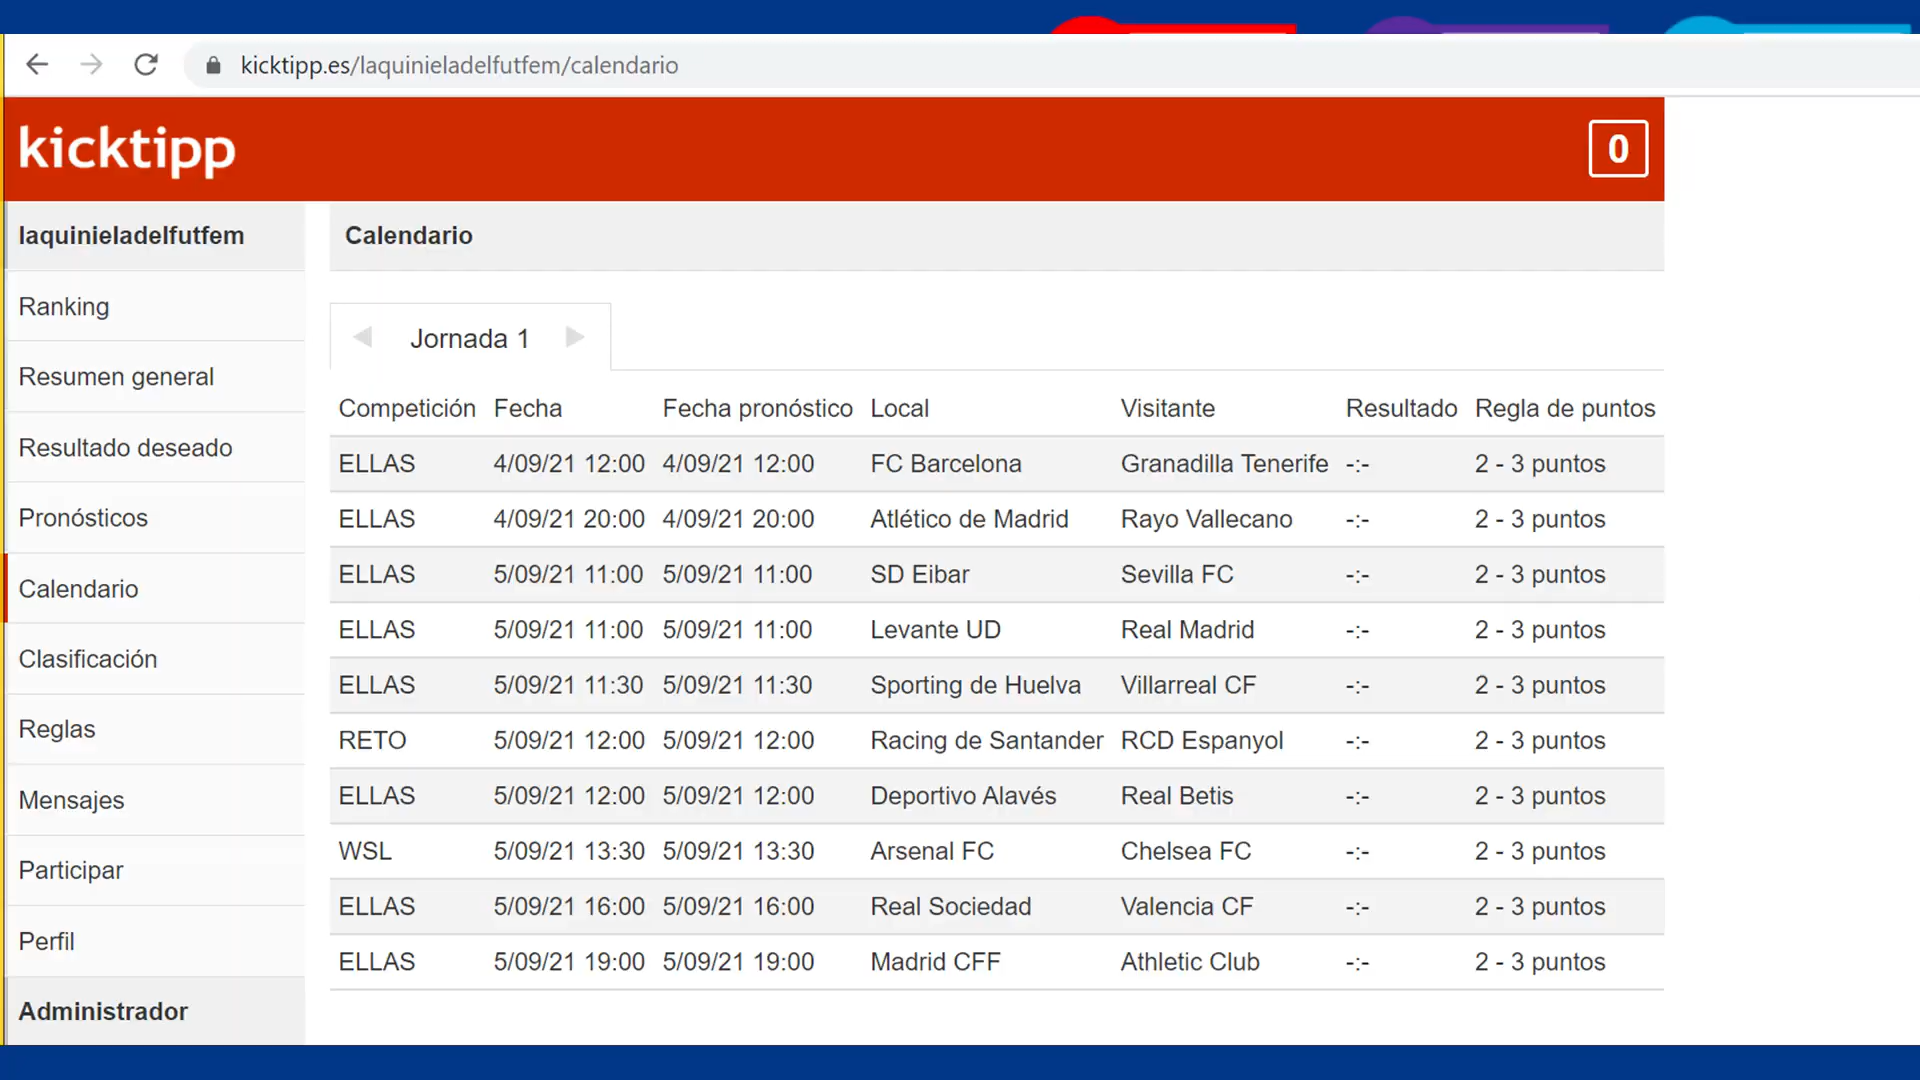 kicktipp.es/laquinieladelfutfem/calendario
kicktipp
0
laquinieladelfutfem
Ranking
Resumen general
Resultado deseado
Pronósticos
Calendario
Clasificación
Reglas
Mensajes
Participar
Perfil
Administrador
Calendario
Jornada 1
Competición Fecha Fecha pronóstico Local Visitante Resultado Regla de puntos
ELLAS 4/09/21 12:00 4/09/21 12:00 FC Barcelona Granadilla Tenerife -:- 2 - 3 puntos
ELLAS 4/09/21 20:00 4/09/21 20:00 Atlético de Madrid Rayo Vallecano -:- 2 - 3 puntos
ELLAS 5/09/21 11:00 5/09/21 11:00 SD Eibar Sevilla FC -:- 2 - 3 puntos
ELLAS 5/09/21 11:00 5/09/21 11:00 Levante UD Real Madrid -:- 2 - 3 puntos
ELLAS 5/09/21 11:30 5/09/21 11:30 Sporting de Huelva Villarreal CF -:- 2 - 3 puntos
RETO 5/09/21 12:00 5/09/21 12:00 Racing de Santander RCD Espanyol -:- 2 - 3 puntos
ELLAS 5/09/21 12:00 5/09/21 12:00 Deportivo Alavés Real Betis -:- 2 - 3 puntos
WSL 5/09/21 13:30 5/09/21 13:30 Arsenal FC Chelsea FC -:- 2 - 3 puntos
ELLAS 5/09/21 16:00 5/09/21 16:00 Real Sociedad Valencia CF -:- 2 - 3 puntos
ELLAS 5/09/21 19:00 5/09/21 19:00 Madrid CFF Athletic Club -:- 2 - 3 puntos